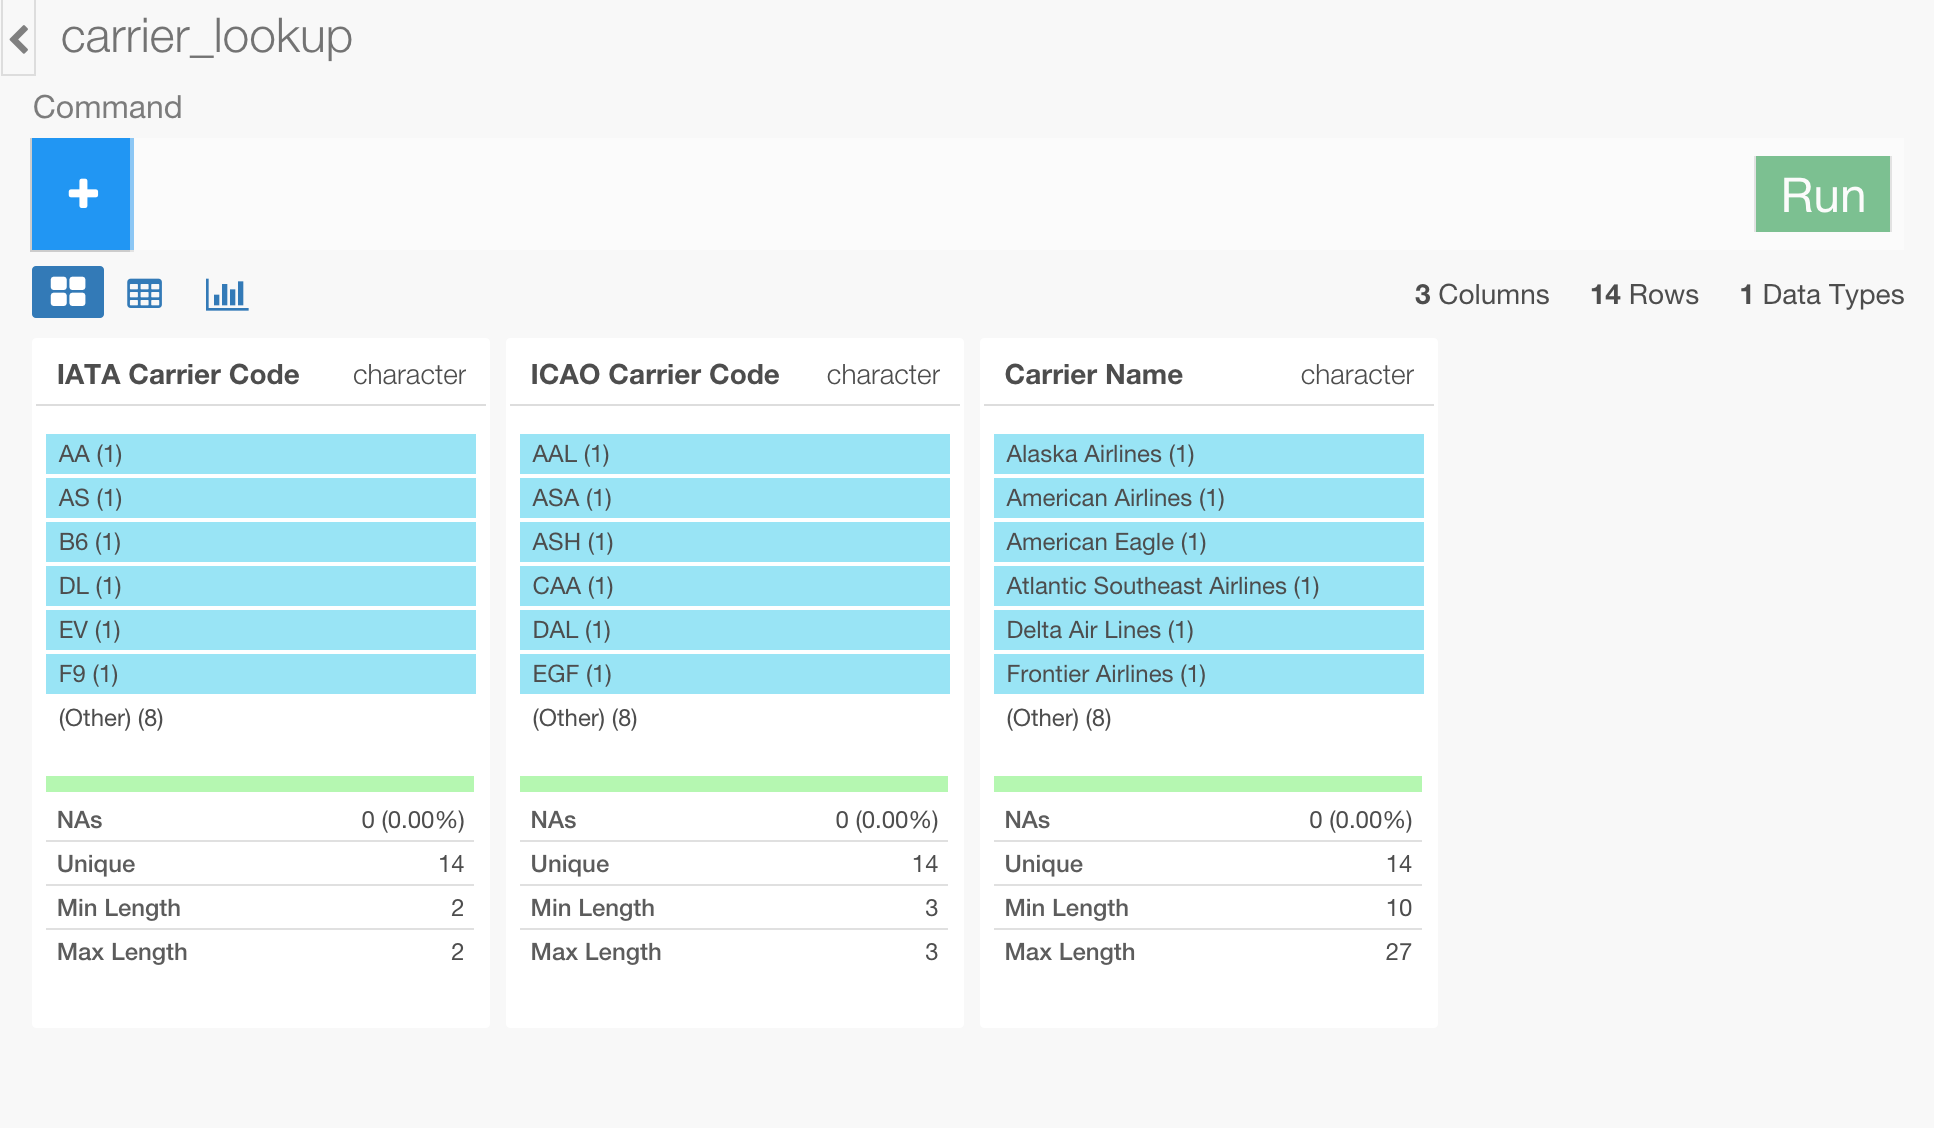 carrier_lookup
Command
Run
3 Columns 14 Rows 1 Data Types
IATA Carrier Code character
AA (1)
AS (1)
B6 (1)
DL (1)
EV (1)
F9 (1)
(Other) (8)
NAs 0 (0.00%)
Unique 14
Min Length 2
Max Length 2
ICAO Carrier Code character
AAL (1)
ASA (1)
ASH (1)
CAA (1)
DAL (1)
EGF (1)
(Other) (8)
NAs 0 (0.00%)
Unique 14
Min Length 3
Max Length 3
Carrier Name character
Alaska Airlines (1)
American Airlines (1)
American Eagle (1)
Atlantic Southeast Airlines (1)
Delta Air Lines (1)
Frontier Airlines (1)
(Other) (8)
NAs 0 (0.00%)
Unique 14
Min Length 10
Max Length 27